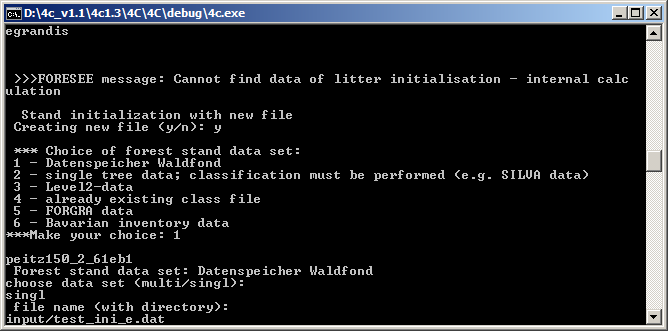 D:\4c_v1.1\4c1.3\4C\4C\debug\4c.exe
egrandis
>>>FORESEE message: Cannot find data of litter initialisation - internal calc
ulation
Stand initialization with new file
Creating new file (y/n): y
*** Choice of forest stand data set:
1 - Datenspeicher Waldfond
2 - single tree data; classification must be performed (e.g. SILVA data)
3 - Level2-data
4 - already existing class file
5 - FORGRA data
6 - Bavarian inventory data
***Make your choice: 1
peitz150_2_61eb1
Forest stand data set: Datenspeicher Waldfond
choose data set (multi/singl):
singl
file name (with directory):
input/test_ini_e.dat